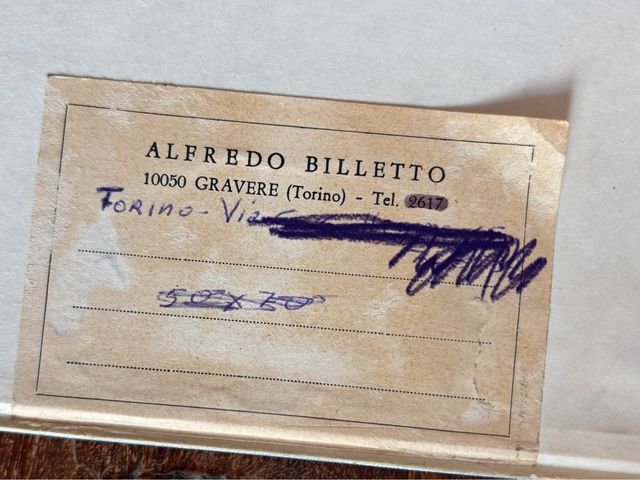 ALFREDO BILLETTO
10050 GRAVERE (Torino) - Tel. 2617
TORINO - Via
50 x 70